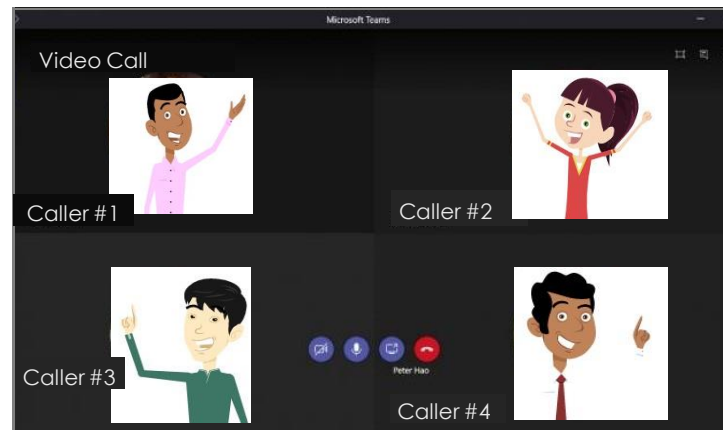 Microsoft Teams
Video Call
Caller #1
Caller #2
Peter Hao
Caller #3
Caller #4